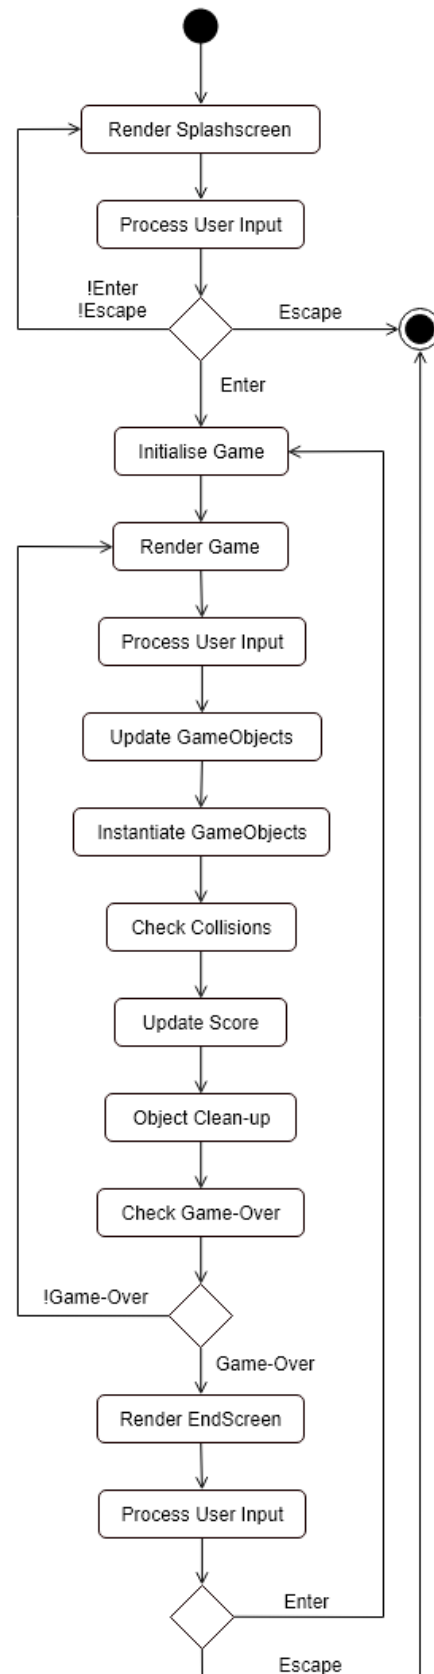 Render Splashscreen
Process User Input
!Enter
!Escape
Escape
Enter
Initialise Game
Render Game
Process User Input
Update GameObjects
Instantiate GameObjects
Check Collisions
Update Score
Object Clean-up
Check Game-Over
!Game-Over
Game-Over
Render EndScreen
Process User Input
Enter
Escape